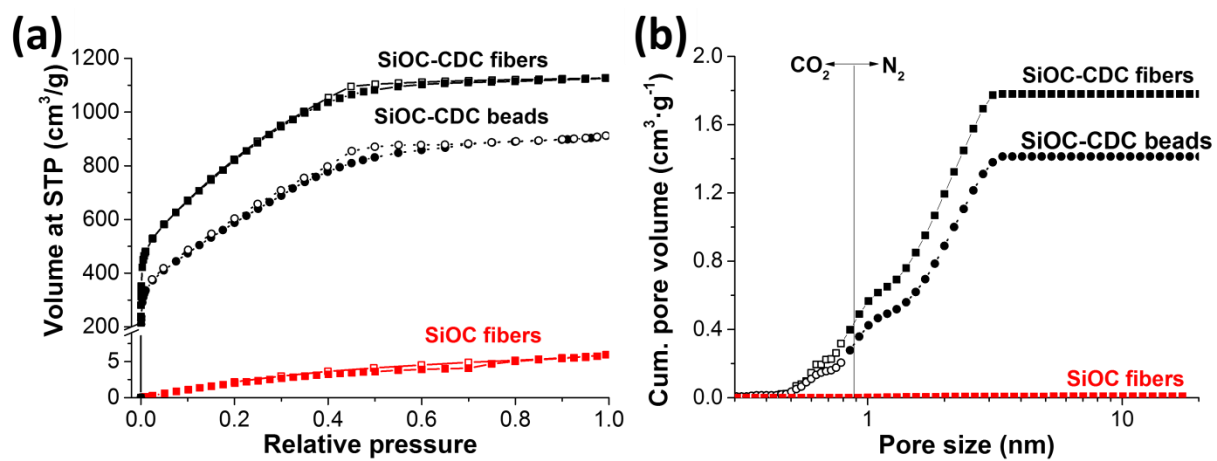 (a)
Volume at STP (cm³/g)
1200
1000
800
600
400
200
5
0
SiOC-CDC fibers
SiOC-CDC beads
SiOC fibers
0.0 0.2 0.4 0.6 0.8 1.0
Relative pressure
(b)
Cum. pore volume (cm³·g⁻¹)
2.0
1.6
1.2
0.8
0.4
0.0
CO₂ N₂
SiOC-CDC fibers
SiOC-CDC beads
SiOC fibers
1 10
Pore size (nm)